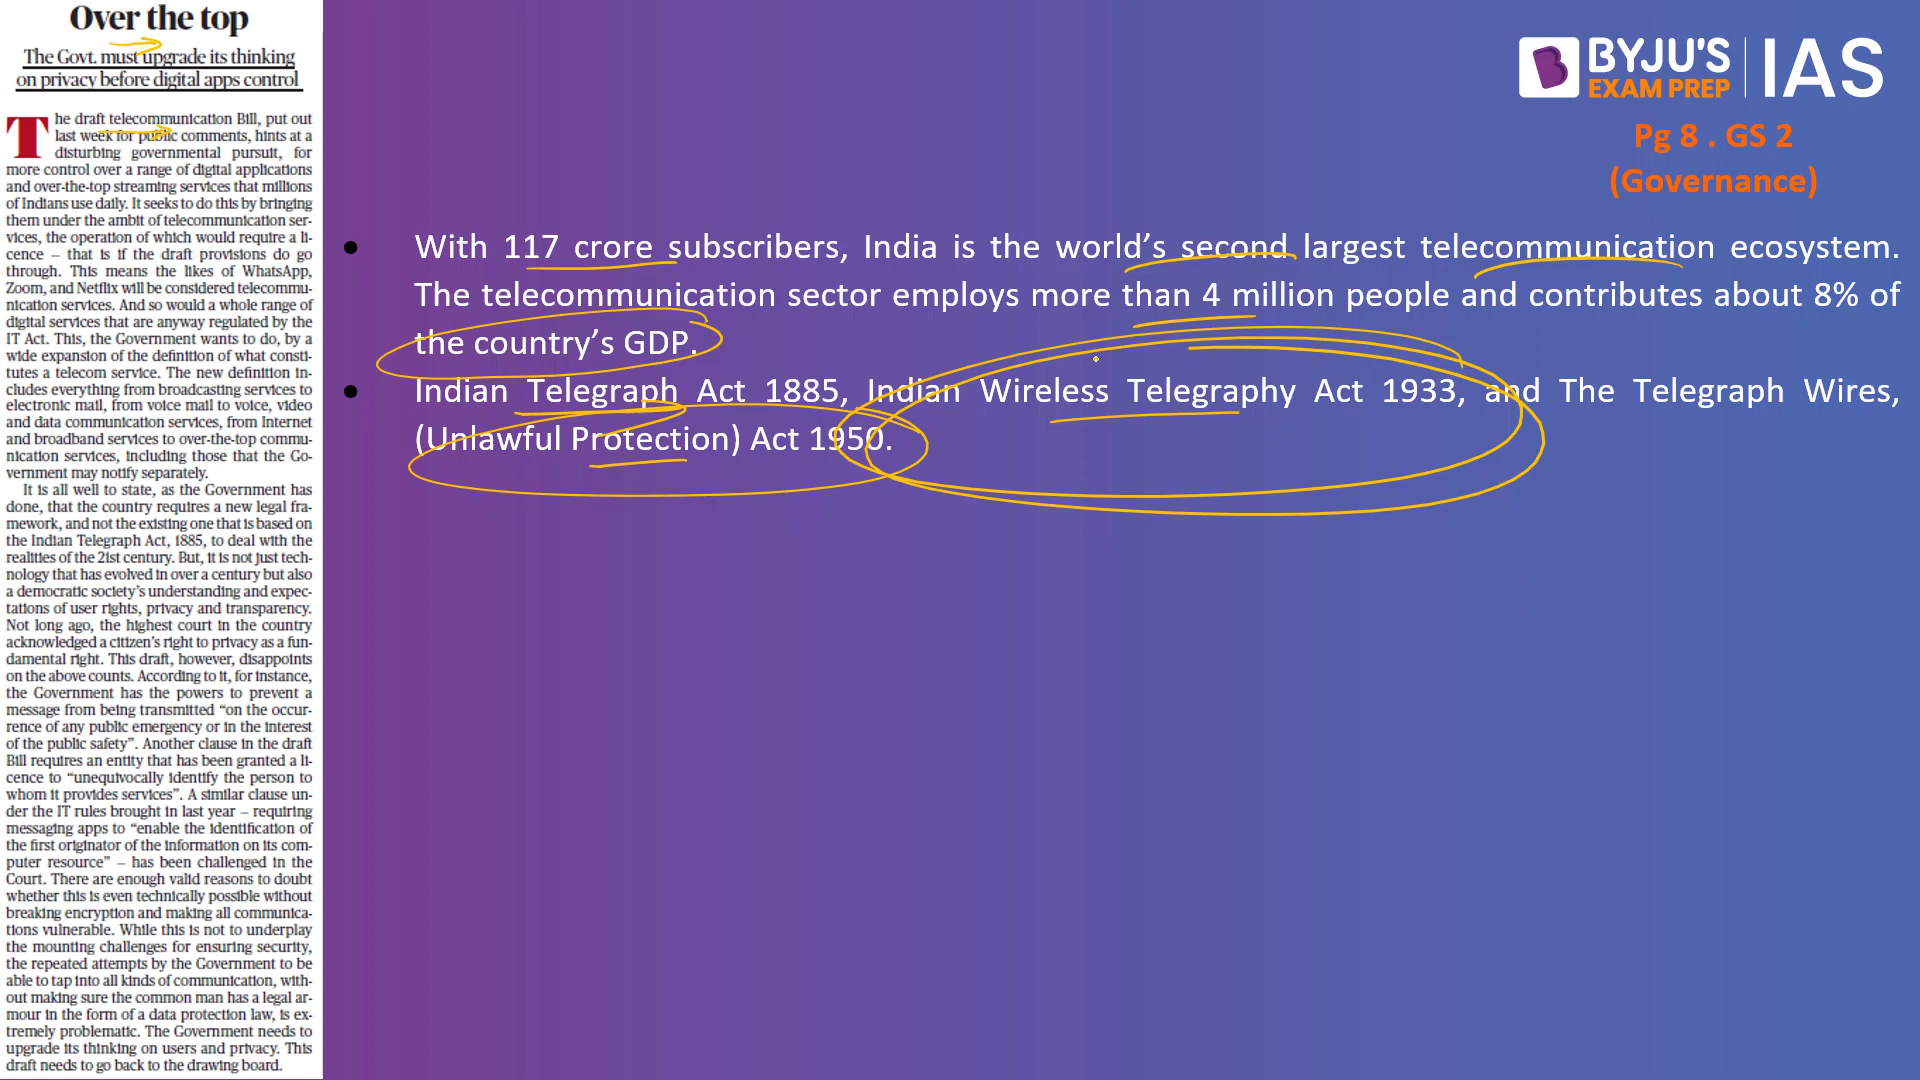 Over the top
The Govt. must upgrade its thinking
on privacy before digital apps control
The draft telecommunication Bill, put out
last week for public comments, hints at a
disturbing governmental pursuit, for
more control over a range of digital applications
and over-the-top streaming services that millions
of Indians use daily. It seeks to do this by bringing
them under the ambit of telecommunication ser-
vices, the operation of which would require a li-
cence – that is if the draft provisions do go
through. This means the likes of WhatsApp,
Zoom, and Netflix will be considered telecommu-
nication services. And so would a whole range of
digital services that are anyway regulated by the
IT Act. This, the Government wants to do, by a
wide expansion of the definition of what consti-
tutes a telecom service. The new definition in-
cludes everything from broadcasting services to
electronic mail, from voice mail to voice, video
and data communication services, from Internet
and broadband services to over-the-top commu-
nication services, including those that the Go-
vernment may notify separately.
It is all well to state, as the Government has
done, that the country requires a new legal fra-
mework, and not the existing one that is based on
the Indian Telegraph Act, 1885, to deal with the
realities of the 21st century. But, it is not just tech-
nology that has evolved in over a century but also
a democratic society's understanding and expec-
tations of user rights, privacy and transparency.
Not long ago, the highest court in the country
acknowledged a citizen's right to privacy as a fun-
damental right. This draft, however, disappoints
on the above counts. According to it, for instance,
the Government has the powers to prevent a
message from being transmitted "on the occur-
rence of any public emergency or in the interest
of the public safety". Another clause in the draft
Bill requires an entity that has been granted a li-
cence to "unequivocally identify the person to
whom it provides services". A similar clause un-
der the IT rules brought in last year – requiring
messaging apps to "enable the identification of
the first originator of the information on its com-
puter resource" – has been challenged in the
Court. There are enough valid reasons to doubt
whether this is even technically possible without
breaking encryption and making all communica-
tions vulnerable. While this is not to underplay
the mounting challenges for ensuring security,
the repeated attempts by the Government to be
able to tap into all kinds of communication, with-
out making sure the common man has a legal ar-
mour in the form of a data protection law, is ex-
tremely problematic. The Government needs to
upgrade its thinking on users and privacy. This
draft needs to go back to the drawing board.
BYJU'S
EXAM PREP
IAS
Pg 8 . GS 2
(Governance)
● With 117 crore subscribers, India is the world's second largest telecommunication ecosystem.
The telecommunication sector employs more than 4 million people and contributes about 8% of
the country's GDP.
● Indian Telegraph Act 1885, Indian Wireless Telegraphy Act 1933, and The Telegraph Wires,
(Unlawful Protection) Act 1950.